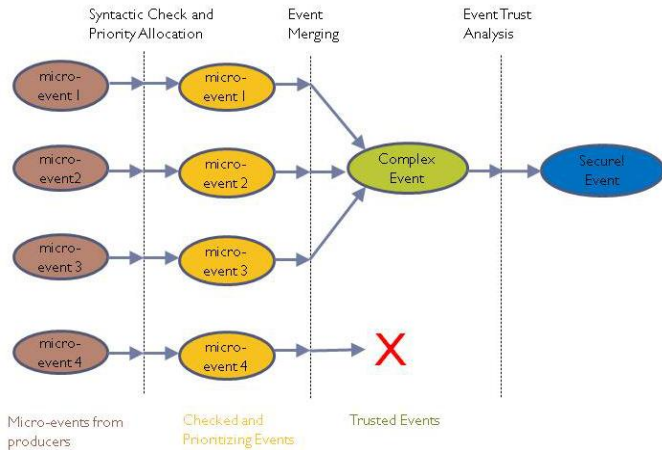 Syntactic Check and
Priority Allocation
Event
Merging
Event Trust
Analysis
micro-
event 1
micro-
event 1
micro-
event2
micro-
event 2
Complex
Event
Secure!
Event
micro-
event 3
micro-
event 3
micro-
event 4
micro-
event 4
X
Micro-events from
producers
Checked and
Prioritizing Events
Trusted Events